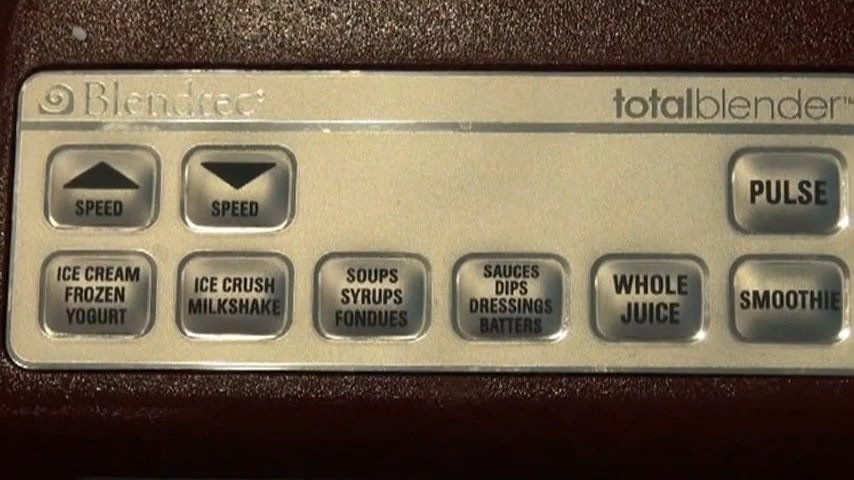 Blendtec
totalblender™
SPEED
SPEED
PULSE
ICE CREAM
FROZEN
YOGURT
ICE CRUSH
MILKSHAKE
SOUPS
SYRUPS
FONDUES
SAUCES
DIPS
DRESSINGS
BATTERS
WHOLE
JUICE
SMOOTHIE